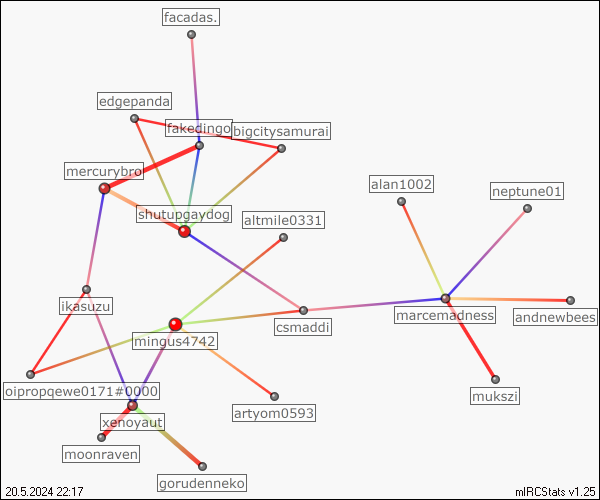 facadas.
edgepanda
fakedingo
bigcitysamurai
mercurybro
alan1002
neptune01
shutupgaydog
altmile0331
ikasuzu
csmaddi
marcemadness
andnewbees
mingus4742
oipropqewe0171#0000
mukszi
artyom0593
xenoyaut
moonraven
gorudenneko
20.5.2024 22:17
mIRCStats v1.25